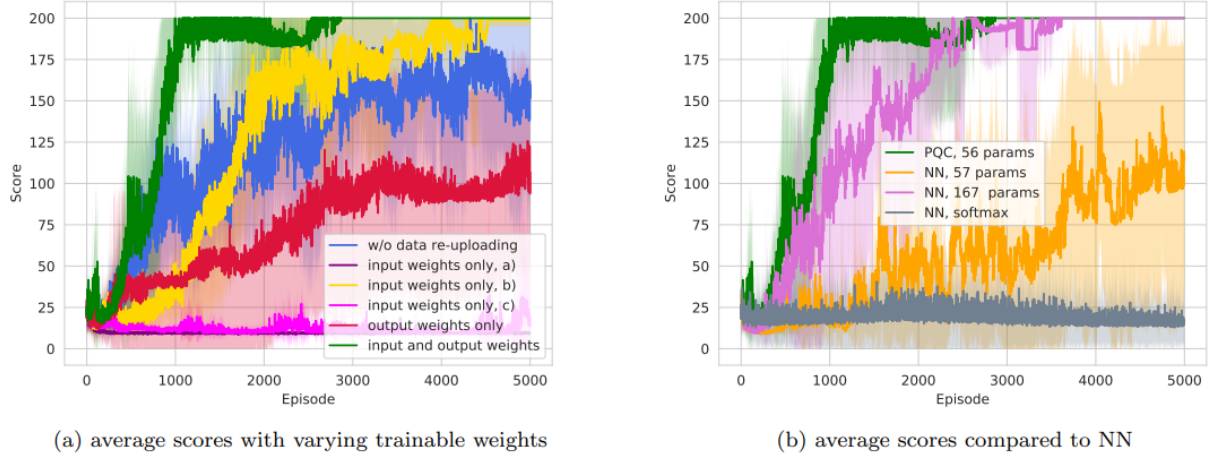 200
175
150
125
100
75
50
25
0
Score
0 1000 2000 3000 4000 5000
Episode
w/o data re-uploading
input weights only, a)
input weights only, b)
input weights only, c)
output weights only
input and output weights
(a) average scores with varying trainable weights
200
175
150
125
100
75
50
25
0
Score
0 1000 2000 3000 4000 5000
Episode
PQC, 56 params
NN, 57 params
NN, 167 params
NN, softmax
(b) average scores compared to NN